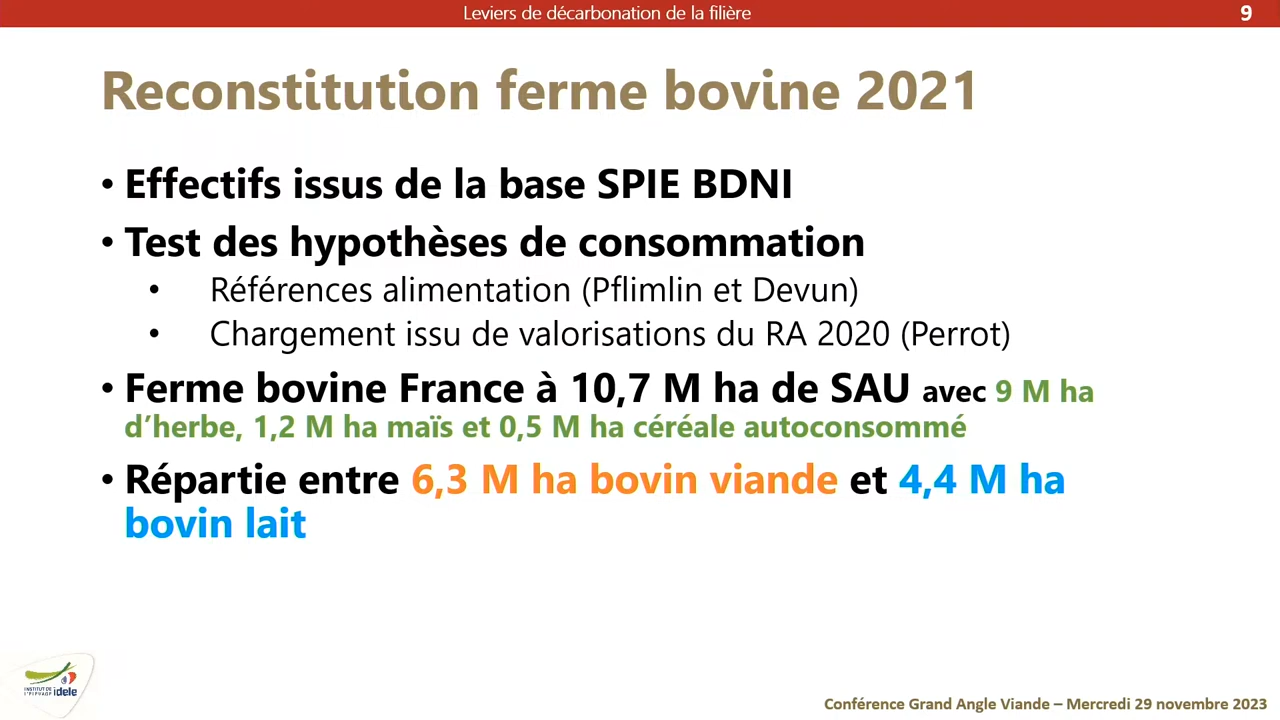 Leviers de décarbonation de la filière
9
Reconstitution ferme bovine 2021
• Effectifs issus de la base SPIE BDNI
• Test des hypothèses de consommation
• Références alimentation (Pflimlin et Devun)
• Chargement issu de valorisations du RA 2020 (Perrot)
• Ferme bovine France à 10,7 M ha de SAU avec 9 M ha
d’herbe, 1,2 M ha maïs et 0,5 M ha céréale autoconsommé
• Répartie entre 6,3 M ha bovin viande et 4,4 M ha
bovin lait
INSTITUT DE
L'ELEVAGE idele
Conférence Grand Angle Viande – Mercredi 29 novembre 2023